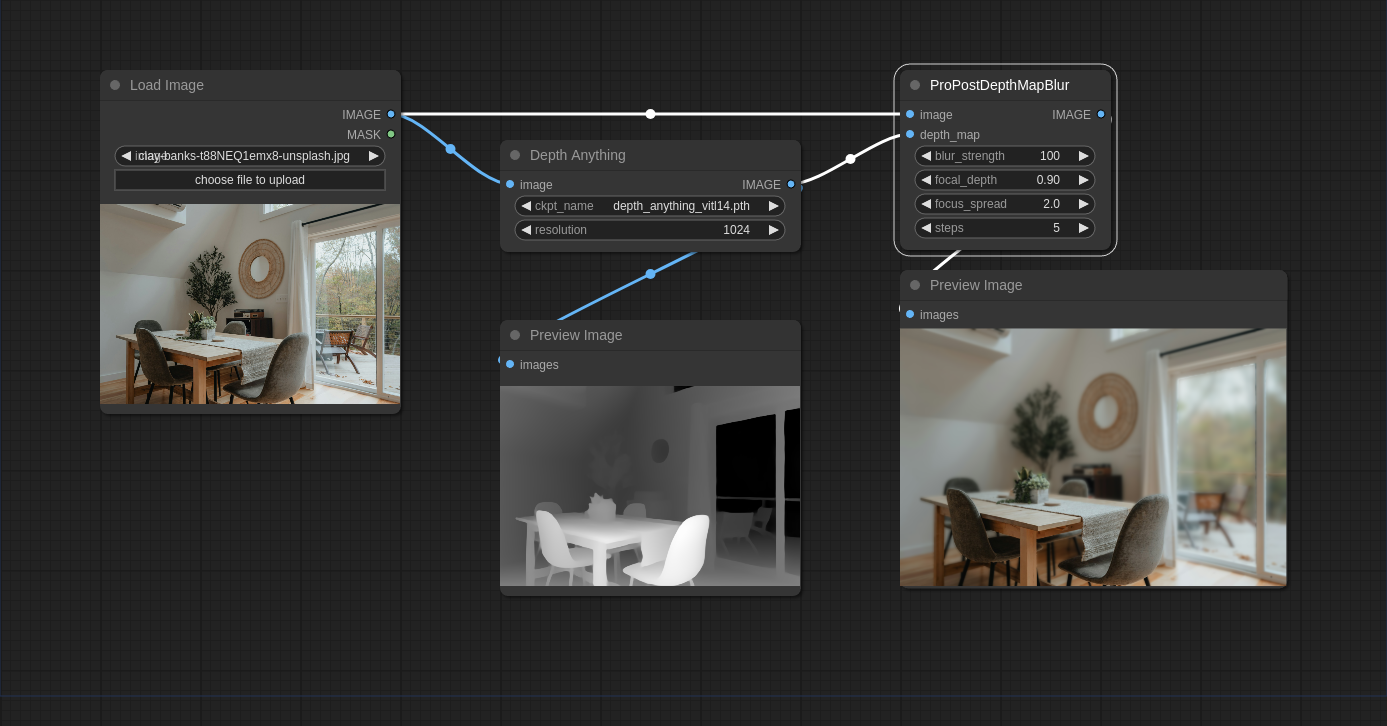 Load Image
IMAGE
MASK
clay-banks-t88NEQ1emx8-unsplash.jpg
choose file to upload
Depth Anything
image IMAGE
ckpt_name depth_anything_vitl14.pth
resolution 1024
Preview Image
images
ProPostDepthMapBlur
image IMAGE
depth_map
blur_strength 100
focal_depth 0.90
focus_spread 2.0
steps 5
Preview Image
images